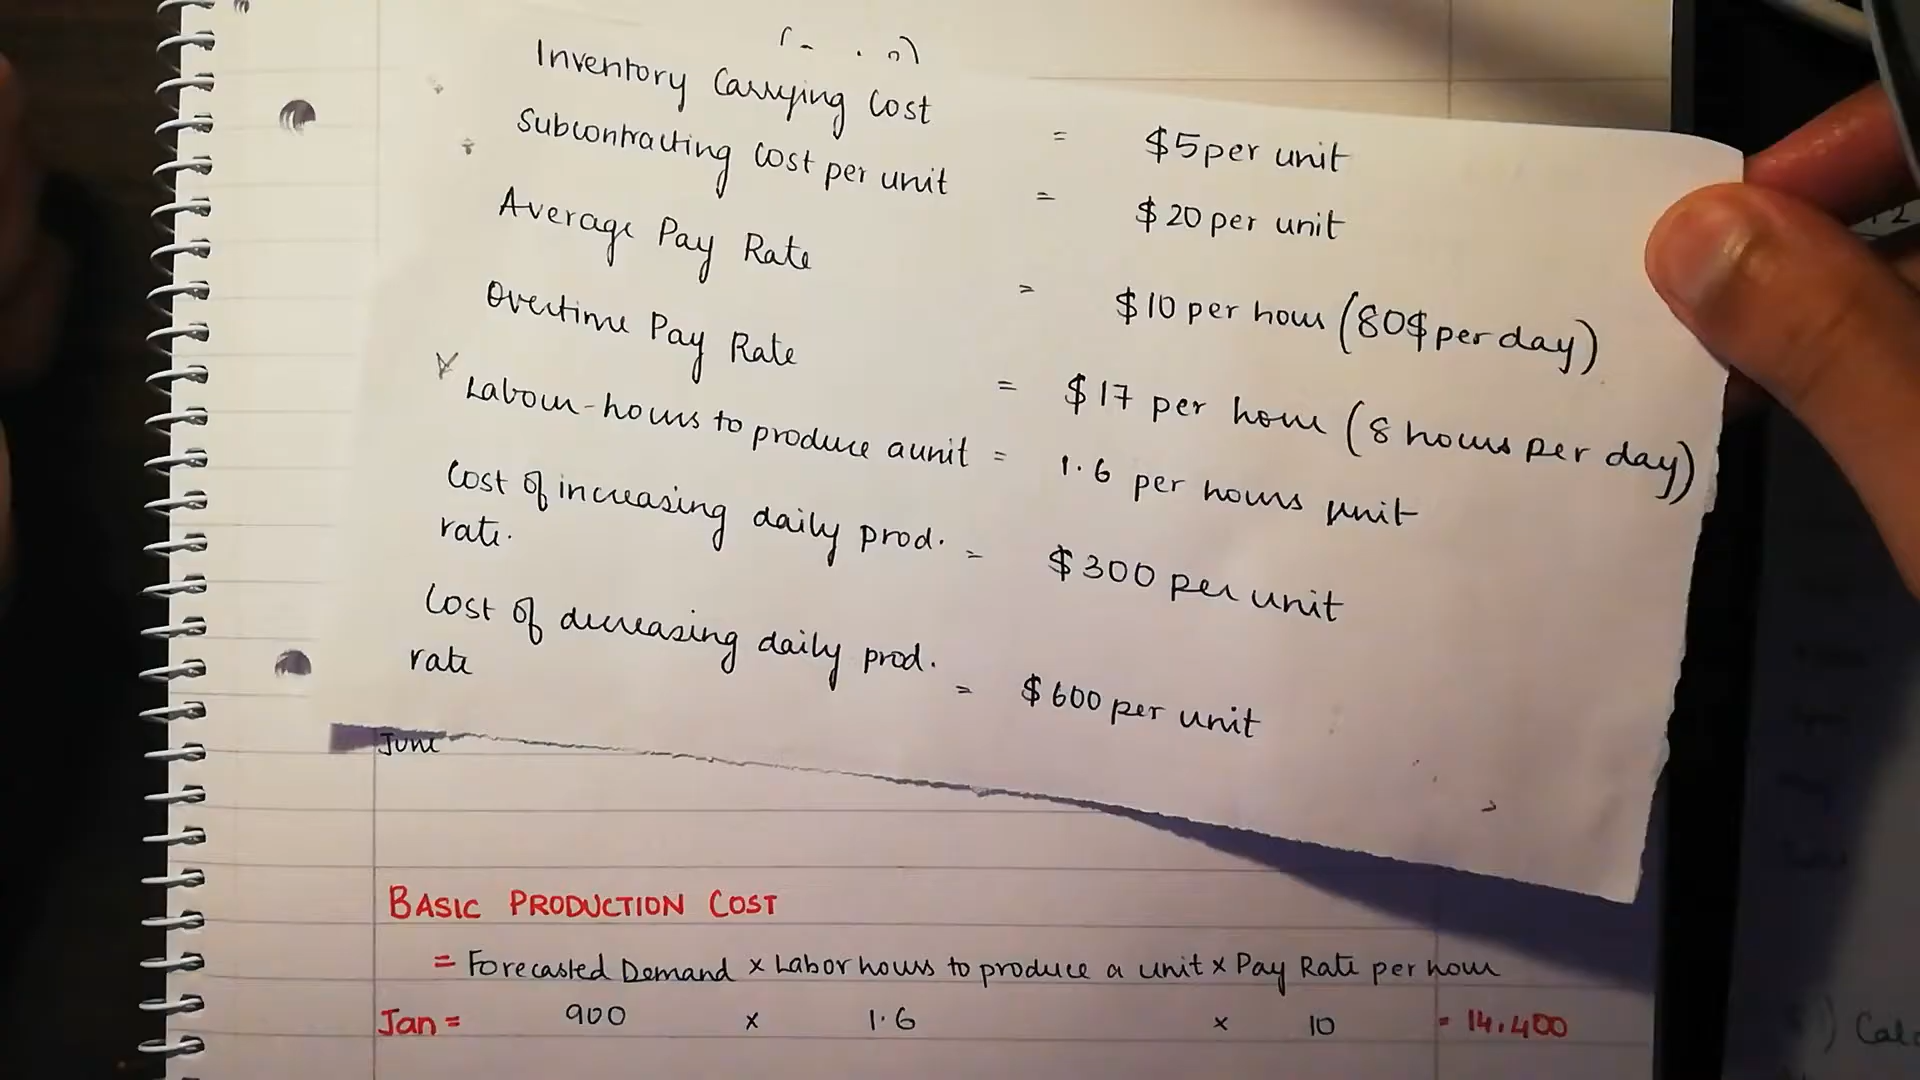 Inventory Carrying Cost = $5 per unit
Subcontracting Cost per unit = $20 per unit
Average Pay Rate = $10 per hour (80$ per day)
Overtime Pay Rate = $17 per hour (8 hours per day)
Labour-hours to produce a unit = 1.6 per hours unit
Cost of increasing daily prod. rate. = $300 per unit
Cost of decreasing daily prod. rate = $600 per unit
June
BASIC PRODUCTION COST
= Forecasted Demand x Labor hours to produce a unit x Pay Rate per hour
Jan = 900 x 1.6 x 10 = 14,400